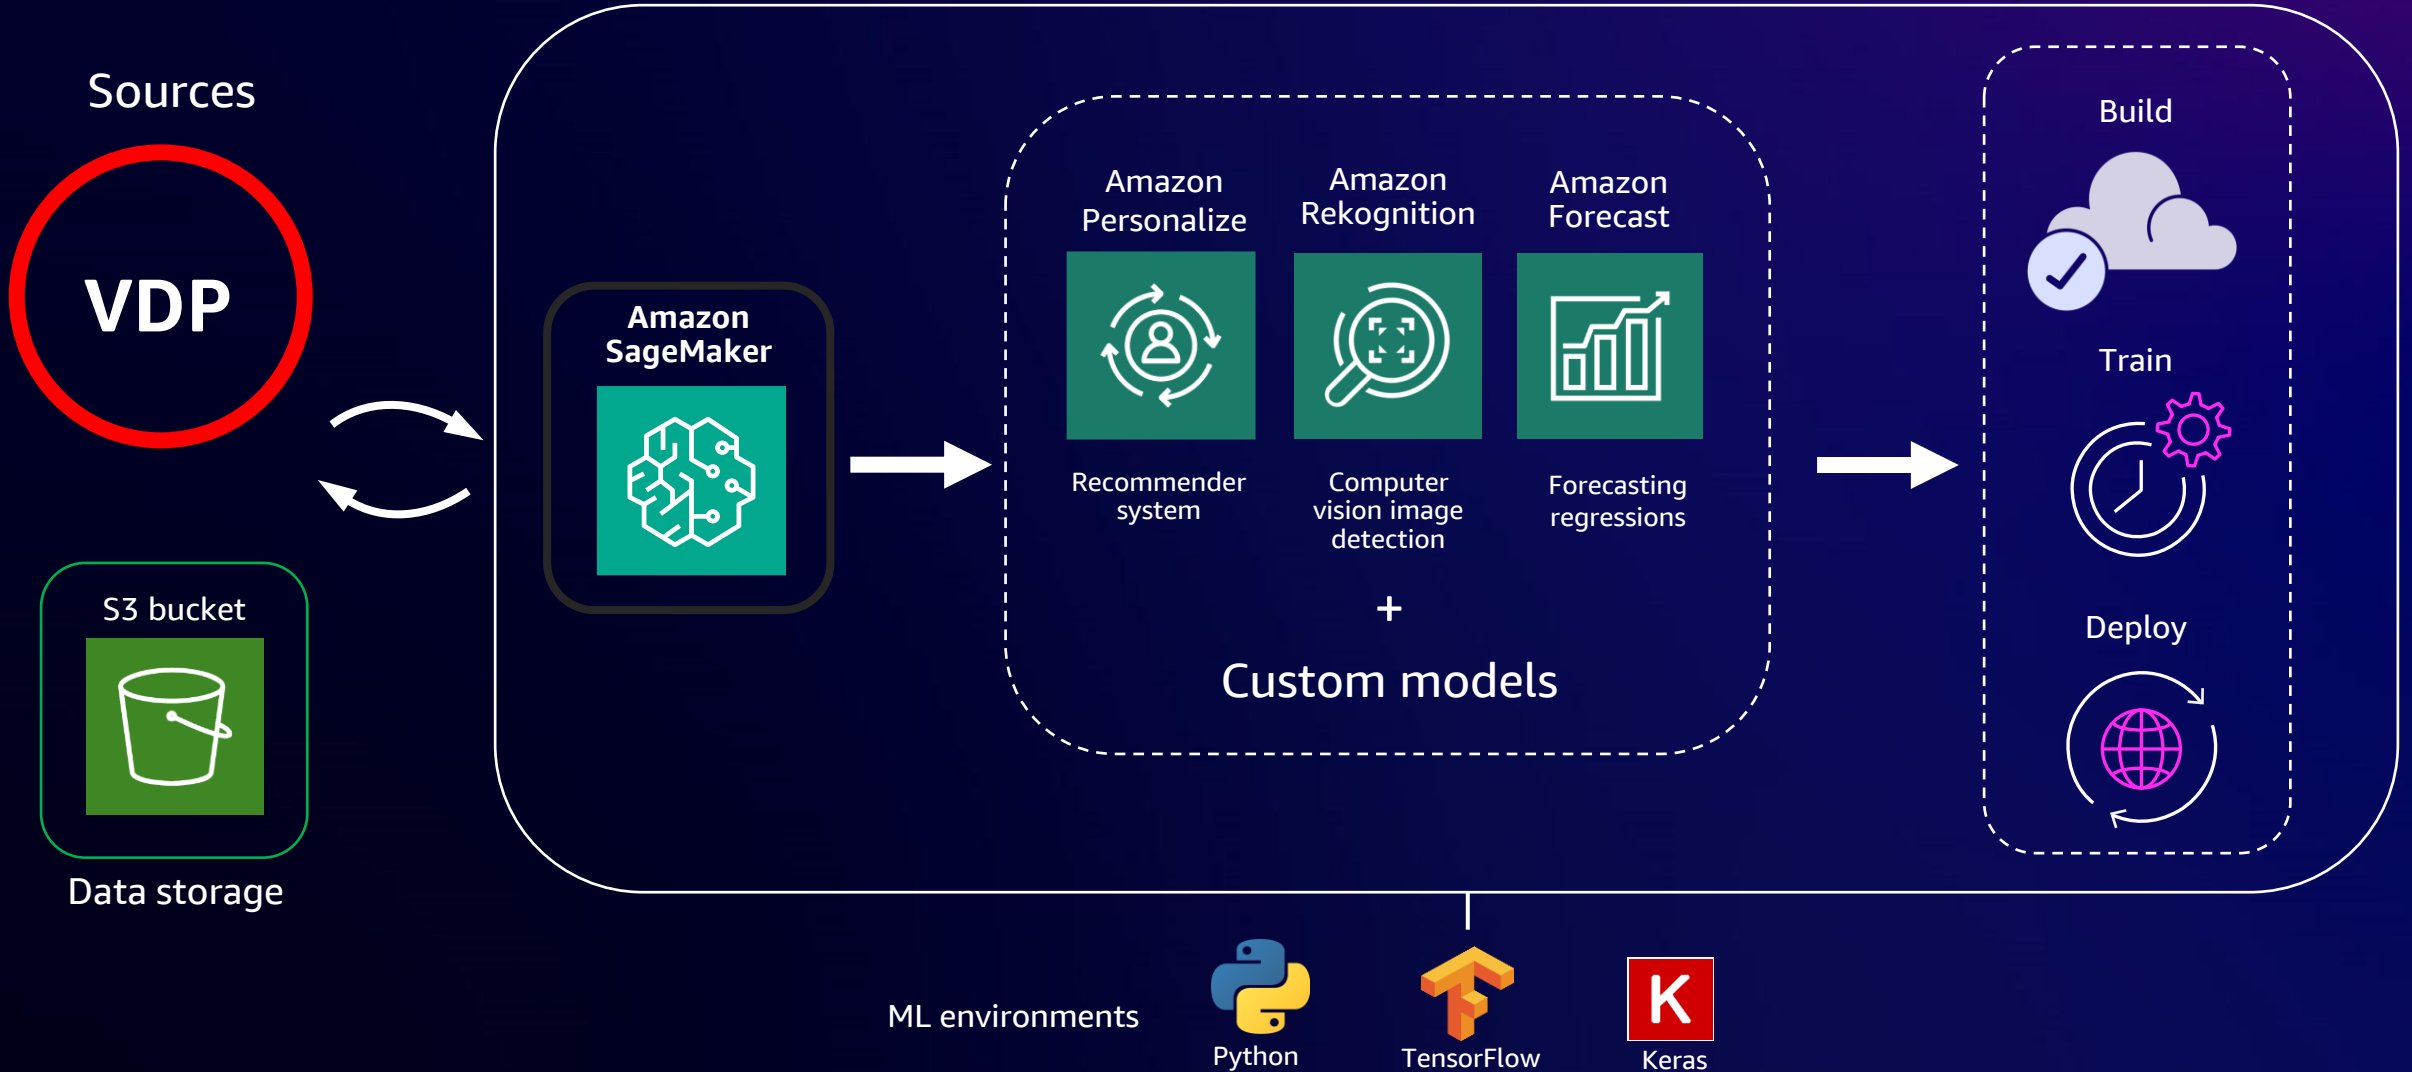 Sources
VDP
S3 bucket
Data storage
Amazon
SageMaker
Amazon
Personalize
Recommender
system
Amazon
Rekognition
Computer
vision image
detection
Amazon
Forecast
Forecasting
regressions
+
Custom models
Build
Train
Deploy
ML environments
Python
TensorFlow
K
Keras